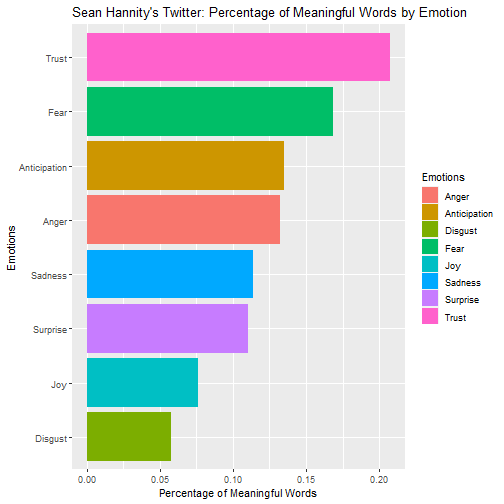 Sean Hannity's Twitter: Percentage of Meaningful Words by Emotion
Emotions
Trust
Fear
Anticipation
Anger
Sadness
Surprise
Joy
Disgust
0.00 0.05 0.10 0.15 0.20
Percentage of Meaningful Words
Emotions
Anger
Anticipation
Disgust
Fear
Joy
Sadness
Surprise
Trust